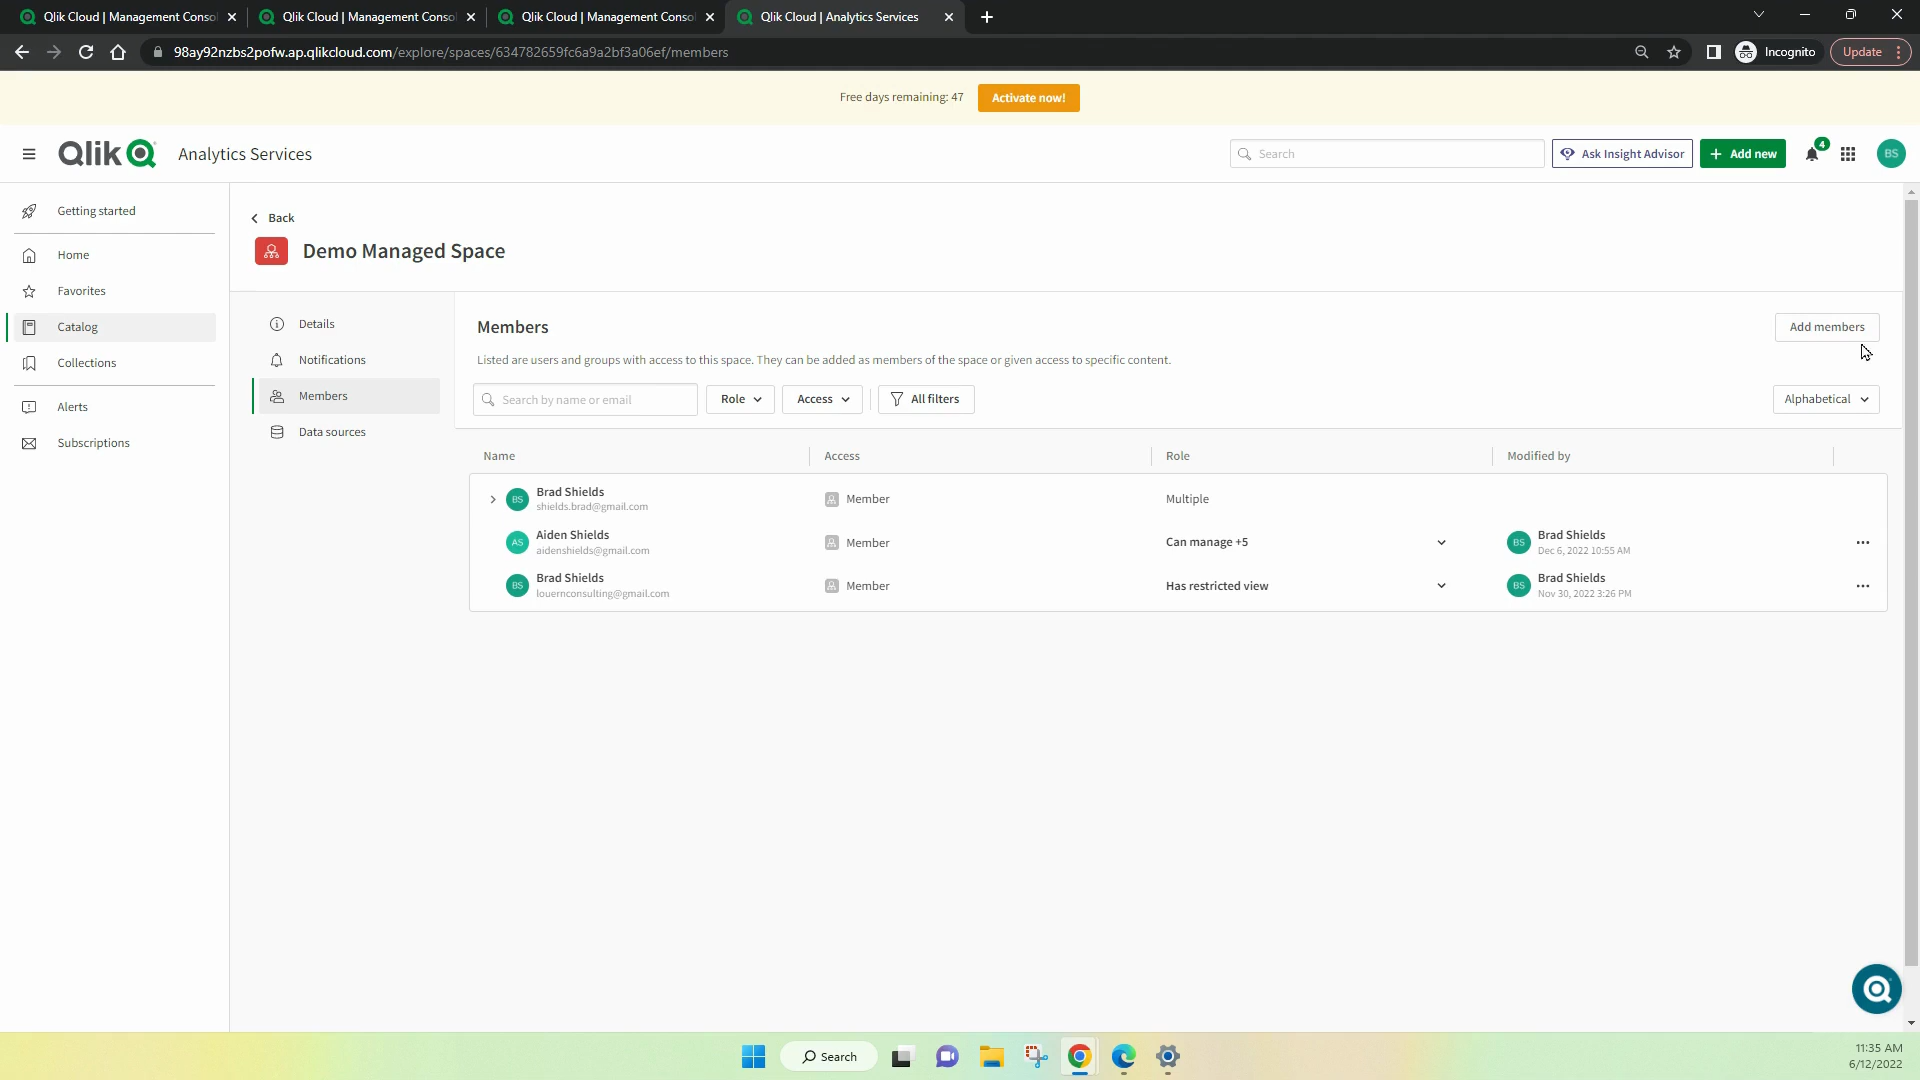 Qlik Cloud | Management Consol
Qlik Cloud | Management Consol
Qlik Cloud | Management Consol
Qlik Cloud | Analytics Services
98ay92nzbs2pofw.ap.qlikcloud.com/explore/spaces/634782659fc6a9a2bf3a06ef/members
Incognito
Update
Free days remaining: 47
Activate now!
Qlik
Analytics Services
Search
Ask Insight Advisor
Add new
4
BS
Getting started
Home
Favorites
Catalog
Collections
Alerts
Subscriptions
Back
Demo Managed Space
Details
Notifications
Members
Data sources
Members
Add members
Listed are users and groups with access to this space. They can be added as members of the space or given access to specific content.
Search by name or email
Role
Access
All filters
Alphabetical
Name Access Role Modified by
BS Brad Shields Member Multiple
shields.brad@gmail.com
AS Aiden Shields Member Can manage +5 BS Brad Shields
aidenshields@gmail.com Dec 6, 2022 10:55 AM
BS Brad Shields Member Has restricted view BS Brad Shields
louernconsulting@gmail.com Nov 30, 2022 3:26 PM
Search
11:35 AM
6/12/2022